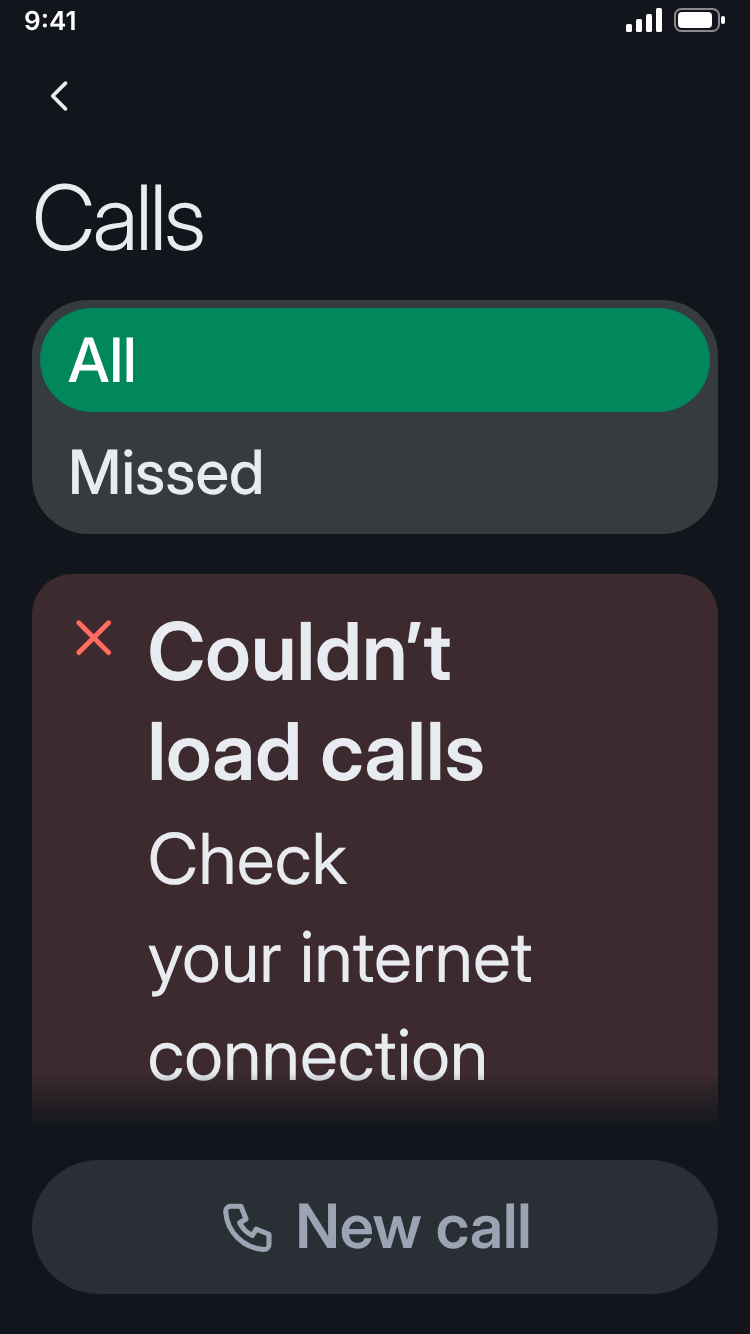 9:41
Calls
All
Missed
Couldn’t
load calls
Check
your internet
connection
New call